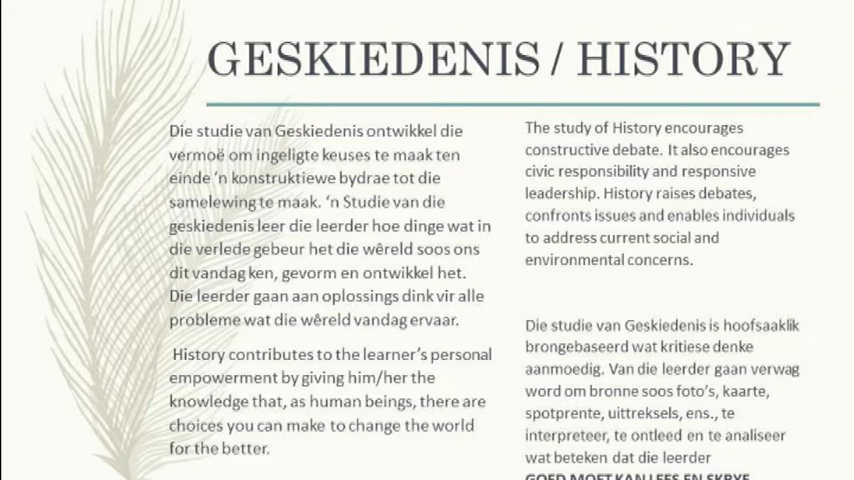 GESKIEDENIS / HISTORY
Die studie van Geskiedenis ontwikkel die
vermoë om ingeligte keuses te maak ten
einde ‘n konstruktiewe bydrae tot die
samelewing te maak. ‘n Studie van die
geskiedenis leer die leerder hoe dinge wat in
die verlede gebeur het die wêreld soos ons
dit vandag ken, gevorm en ontwikkel het.
Die leerder gaan aan oplossings dink vir alle
probleme wat die wêreld vandag ervaar.
History contributes to the learner’s personal
empowerment by giving him/her the
knowledge that, as human beings, there are
choices you can make to change the world
for the better.
The study of History encourages
constructive debate. It also encourages
civic responsibility and responsive
leadership. History raises debates,
confronts issues and enables individuals
to address current social and
environmental concerns.
Die studie van Geskiedenis is hoofsaaklik
brongebaseerd wat kritiese denke
aanmoedig. Van die leerder gaan verwag
word om bronne soos foto’s, kaarte,
spotprente, uittreksels, ens., te
interpreteer, te ontleed en te analiseer
wat beteken dat die leerder
GOED MOET KAN LEES EN SKRYF